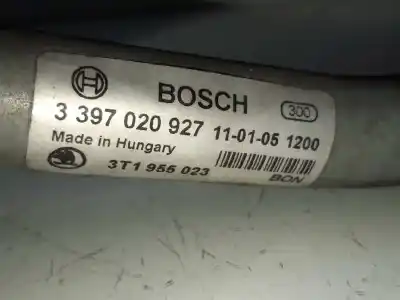 BOSCH
300
3 397 020 927 11-01-05 1200
Made in Hungary
3T1 955 023
BON